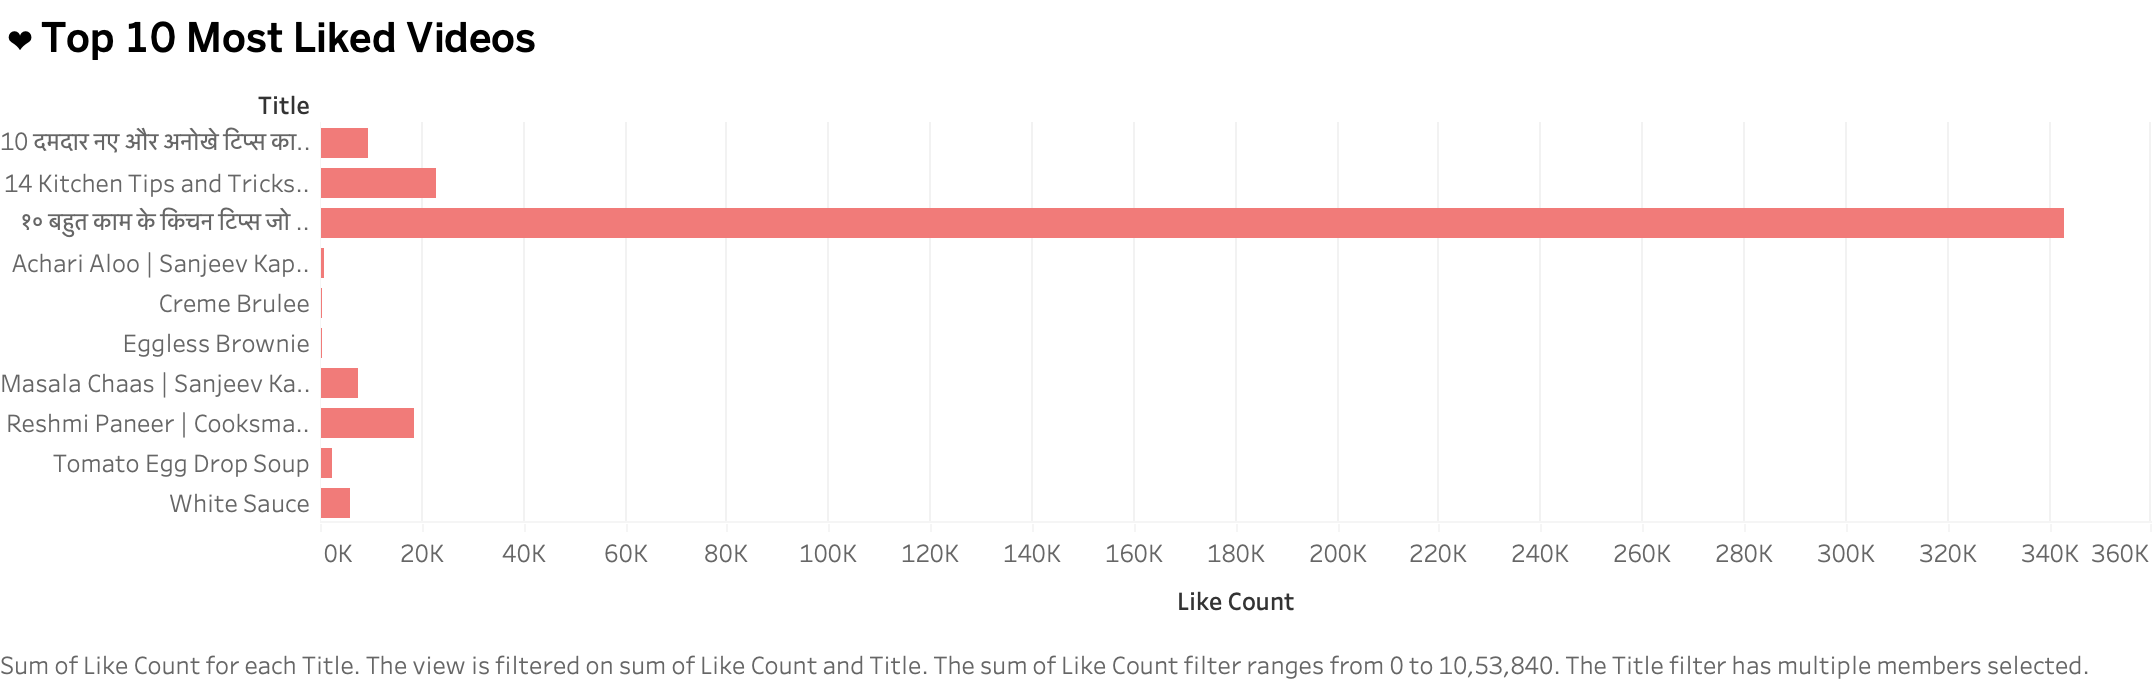 ❤ Top 10 Most Liked Videos
Title
10 दमदार नए और अनोखे टिप्स का..
14 Kitchen Tips and Tricks..
१० बहुत काम के किचन टिप्स जो ..
Achari Aloo | Sanjeev Kap..
Creme Brulee
Eggless Brownie
Masala Chaas | Sanjeev Ka..
Reshmi Paneer | Cooksma..
Tomato Egg Drop Soup
White Sauce
0K 20K 40K 60K 80K 100K 120K 140K 160K 180K 200K 220K 240K 260K 280K 300K 320K 340K 360K
Like Count
Sum of Like Count for each Title. The view is filtered on sum of Like Count and Title. The sum of Like Count filter ranges from 0 to 10,53,840. The Title filter has multiple members selected.